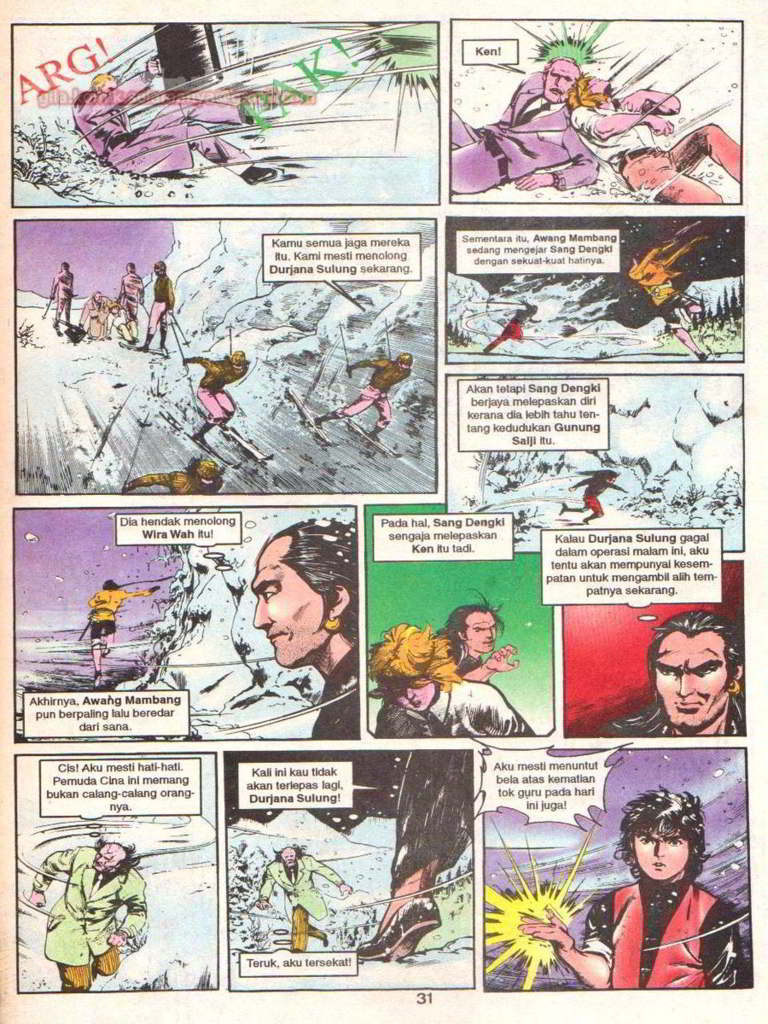 ARG!
PAK!
Ken!
Kamu semua jaga mereka
itu. Kami mesti menolong
Durjana Sulung sekarang.
Sementara itu, Awang Mambang
sedang mengejar Sang Dengki
dengan sekuat-kuat hatinya.
Akan tetapi Sang Dengki
berjaya melepaskan diri
kerana dia lebih tahu ten-
tang kedudukan Gunung
Salji itu.
Dia hendak menolong
Wira Wah itu!
Akhirnya, Awang Mambang
pun berpaling lalu beredar
dari sana.
Pada hal, Sang Dengki
sengaja melepaskan
Ken itu tadi.
Kalau Durjana Sulung gagal
dalam operasi malam ini, aku
tentu akan mempunyai kesem-
patan untuk mengambil alih tem-
patnya sekarang.
Cis! Aku mesti hati-hati.
Pemuda Cina ini memang
bukan calang-calang orang-
nya.
Kali ini kau tidak
akan terlepas lagi,
Durjana Sulung!
Teruk, aku tersekat!
Aku mesti menuntut
bela atas kematian
tok guru pada hari
ini juga!
31